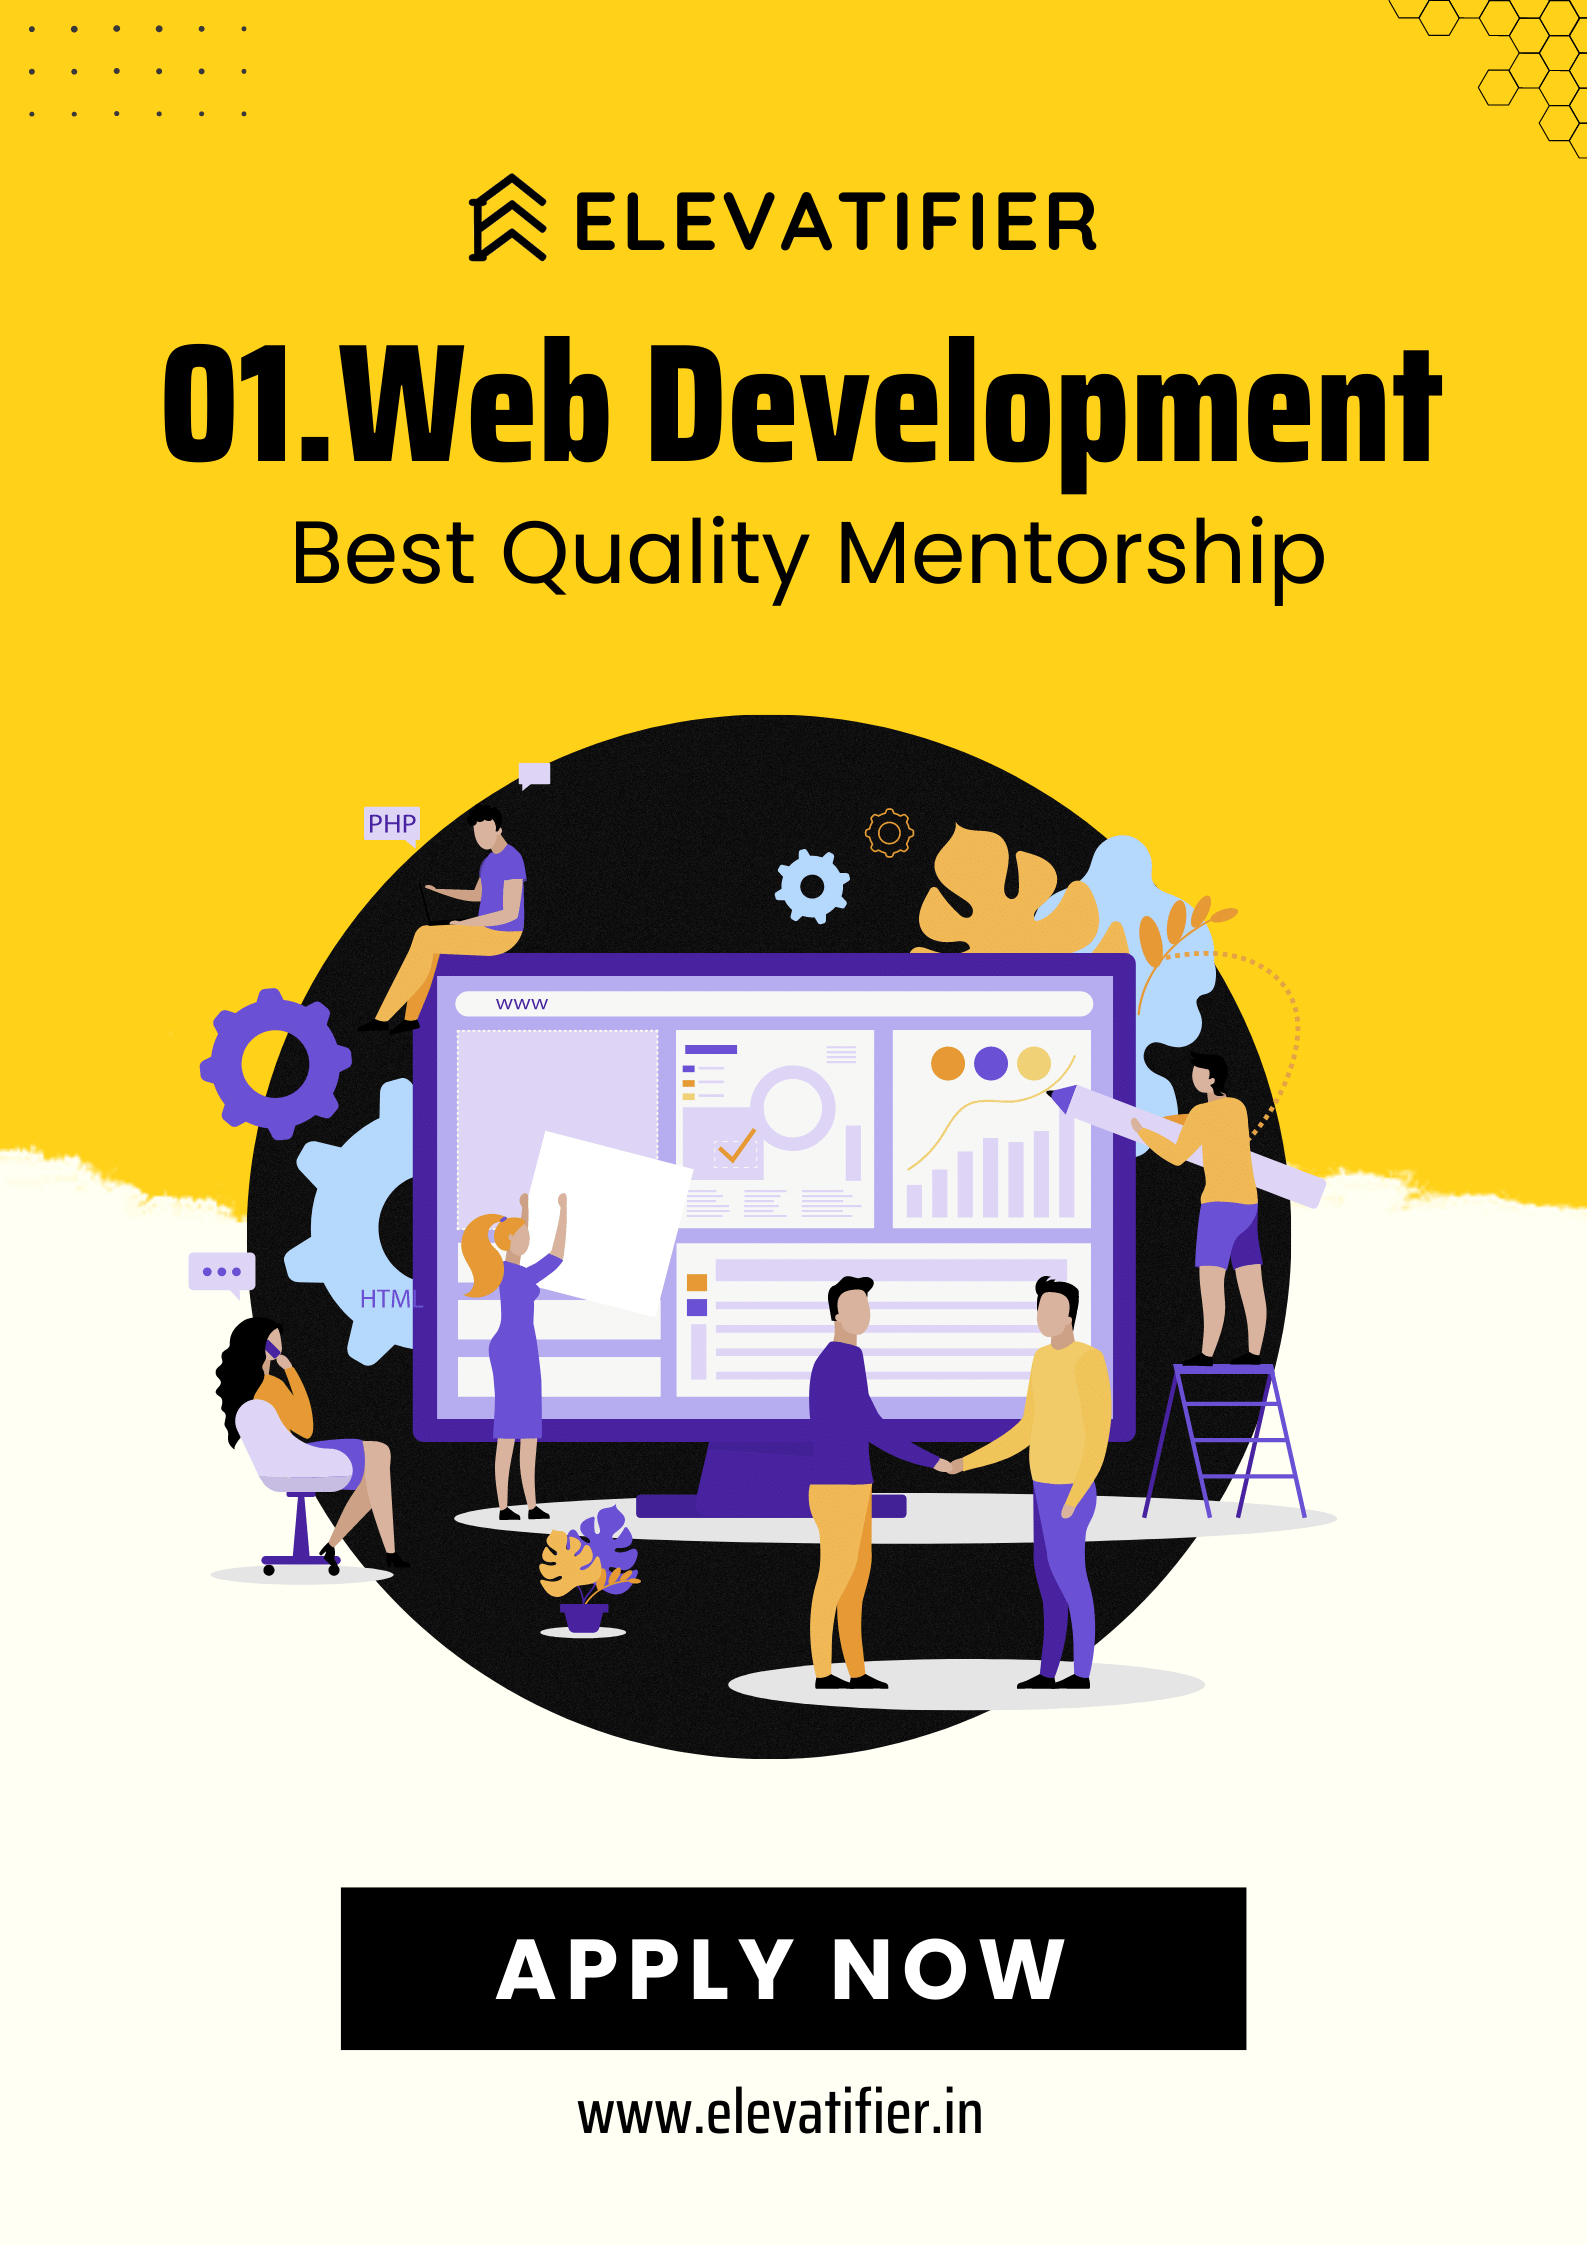 ELEVATIFIER
01.Web Development
Best Quality Mentorship
PHP
www
HTML
APPLY NOW
www.elevatifier.in